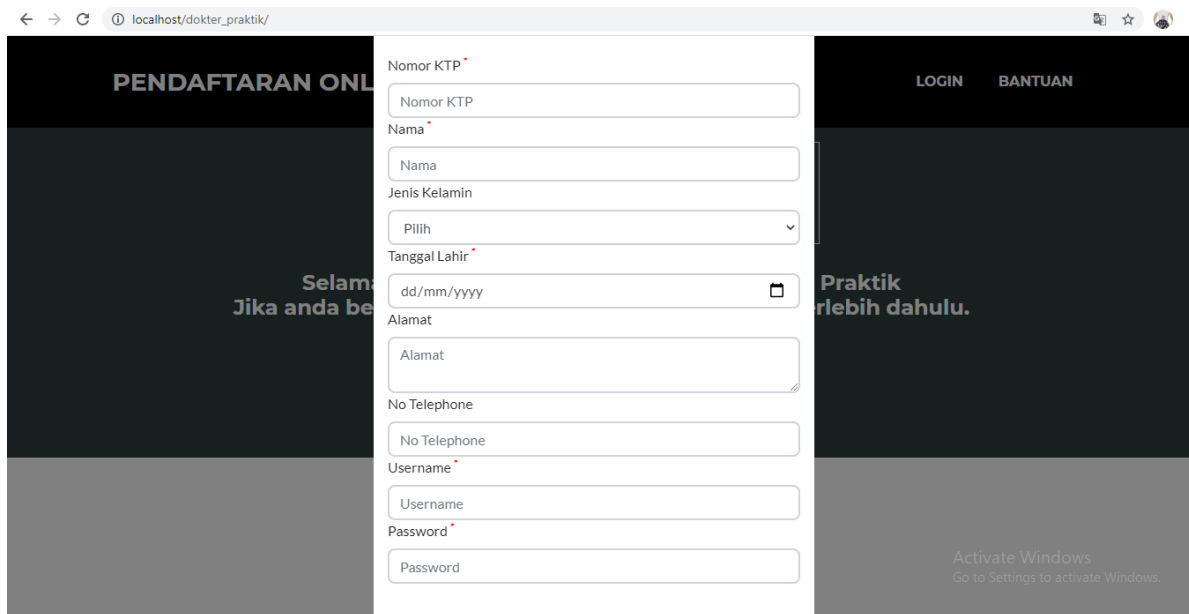 localhost/dokter_praktik/
PENDAFTARAN ONL
LOGIN BANTUAN
Nomor KTP*
Nomor KTP
Nama*
Nama
Jenis Kelamin
Pilih
Tanggal Lahir*
dd/mm/yyyy
Alamat
Alamat
No Telephone
No Telephone
Username*
Username
Password*
Password
Praktik
Jika anda be
rlebih dahulu.
Activate Windows
Go to Settings to activate Windows.